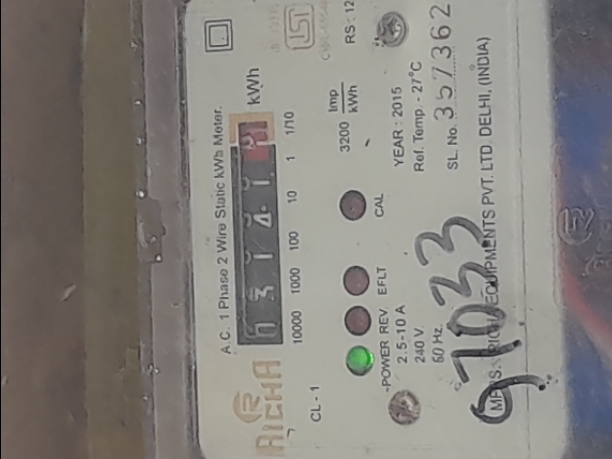 A.C. 1 Phase 2 Wire Static kWh Meter.
kWh
10000 1000 100 10 1 1/10
RICHA
CL - 1
3200 Imp/kWh
RS : 12
POWER REV. EFLT CAL
2.5-10 A
240 V
50 Hz.
YEAR : 2015
Ref. Temp. - 27°C
SL. No. 357362
EQUIPMENTS PVT. LTD. DELHI, (INDIA)
97033